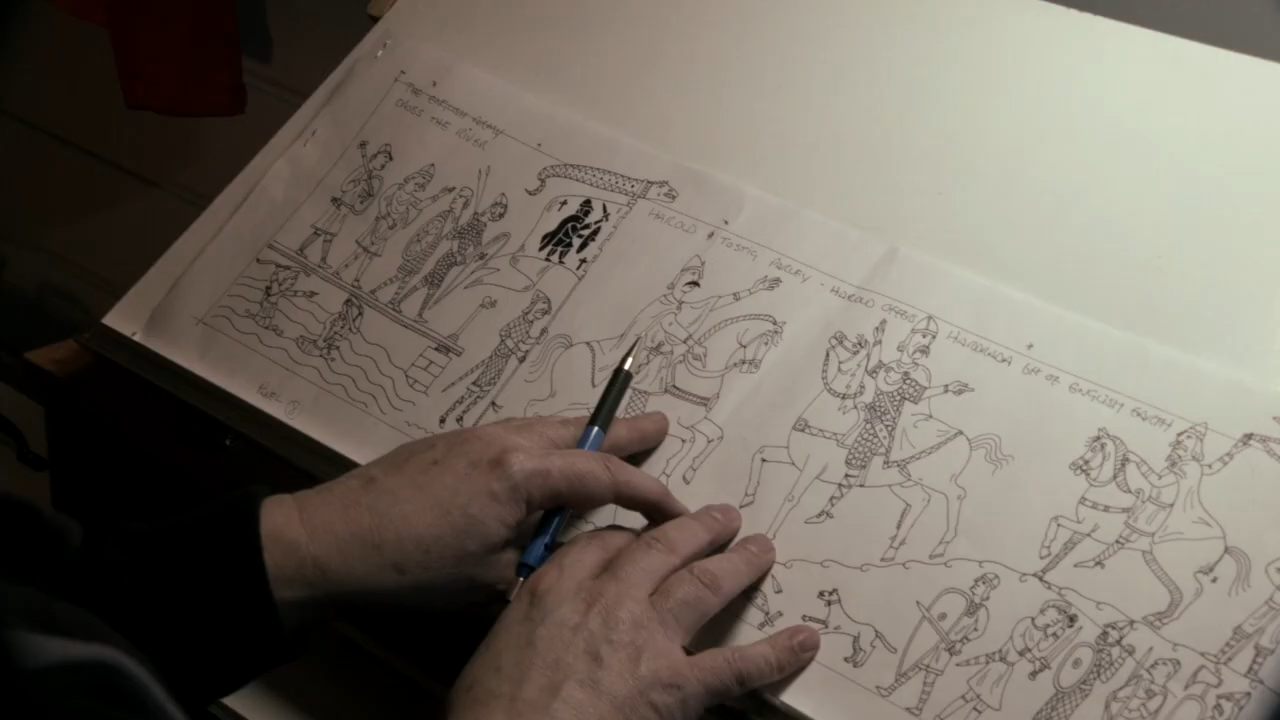 THE ENGLISH ARMY
CROSS THE RIVER
HAROLD & TOSTIG PARLEY - HAROLD OFFERS HARDRADA 6FT OF ENGLISH EARTH